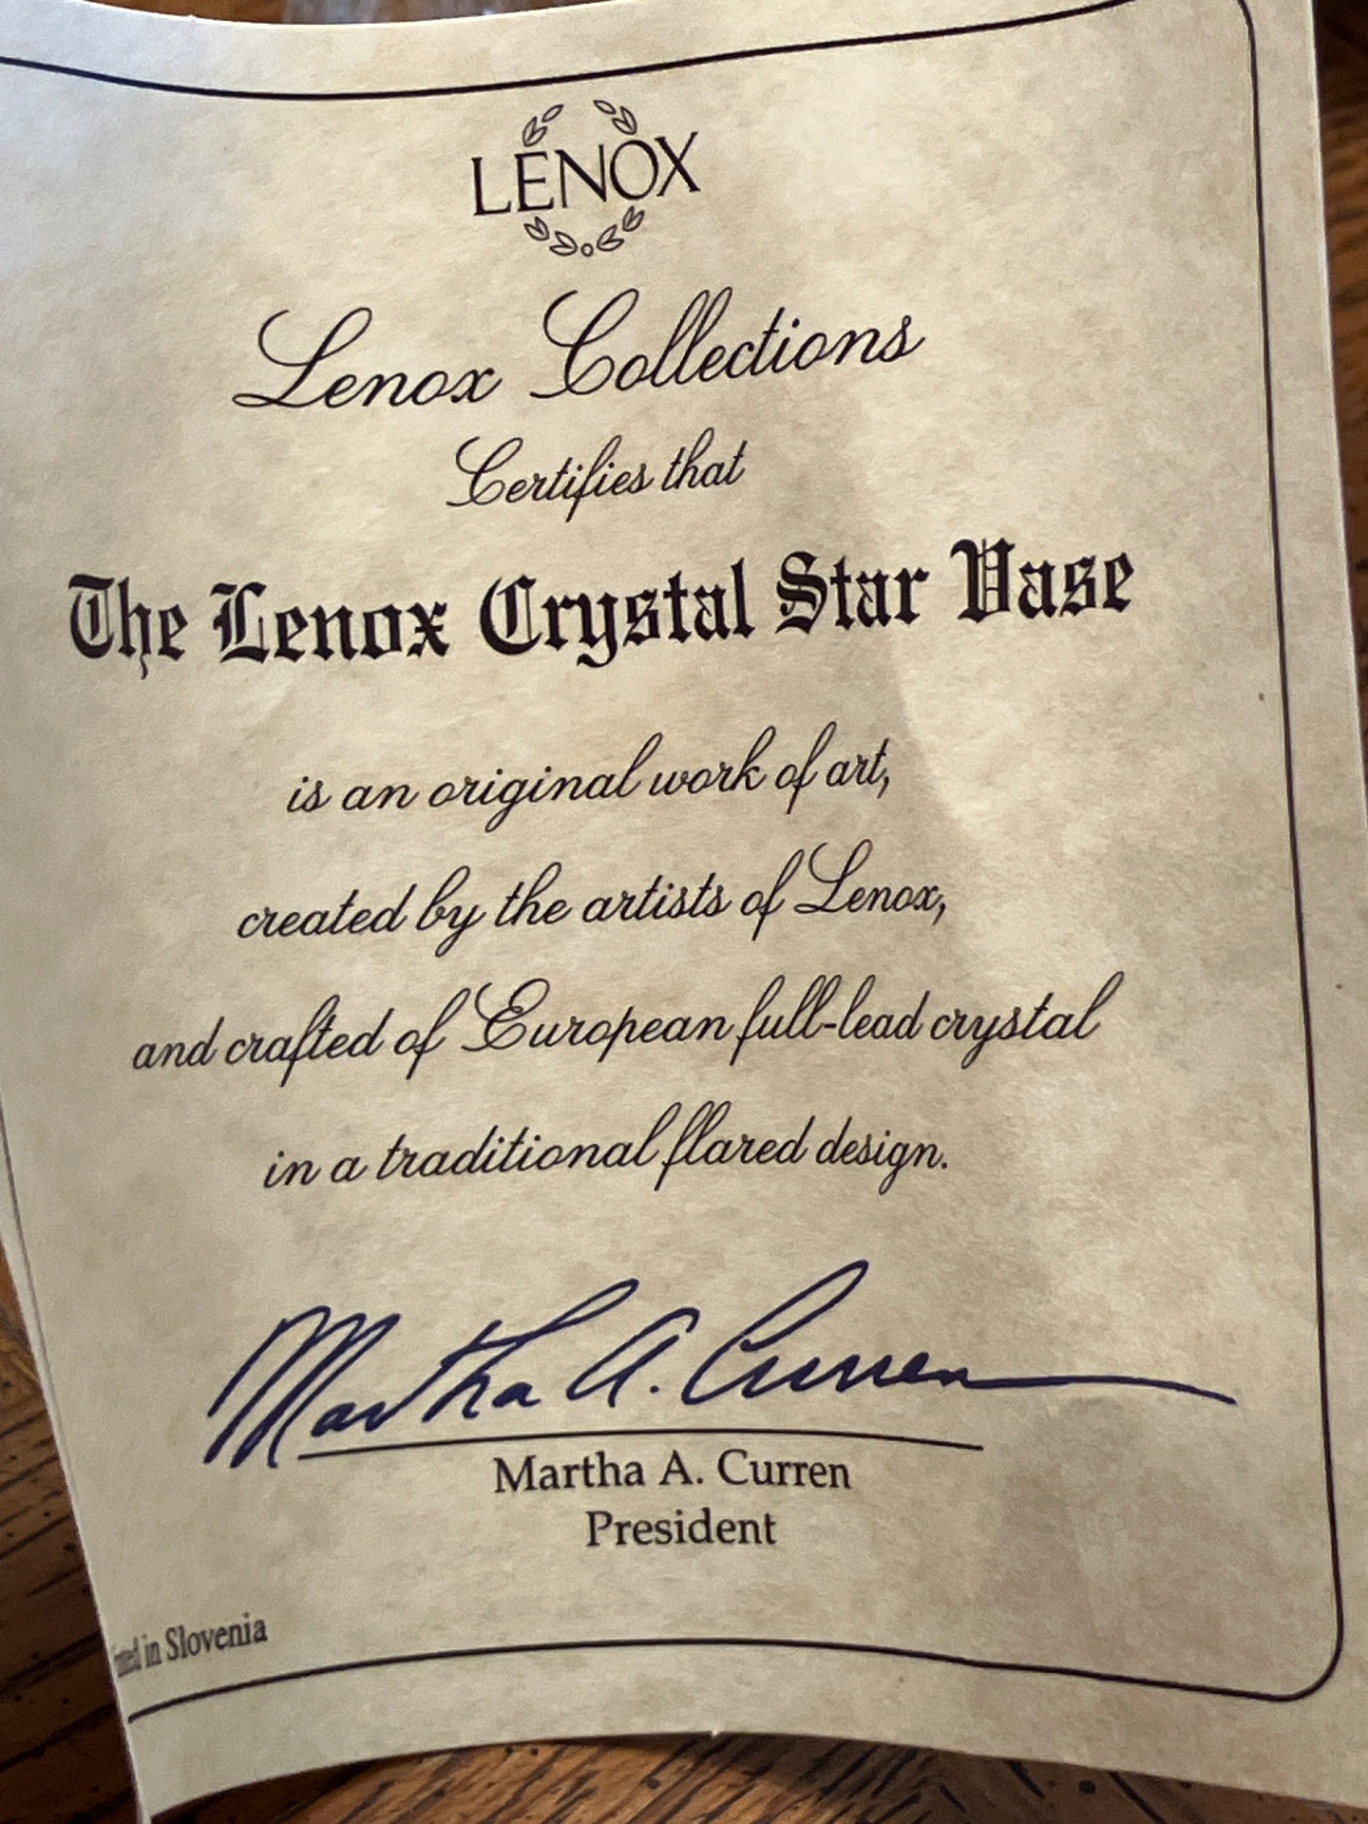 LENOX
Lenox Collections
Certifies that
The Lenox Crystal Star Vase
is an original work of art,
created by the artists of Lenox,
and crafted of European full-lead crystal
in a traditional flared design.
Martha A. Curren
Martha A. Curren
President
in Slovenia